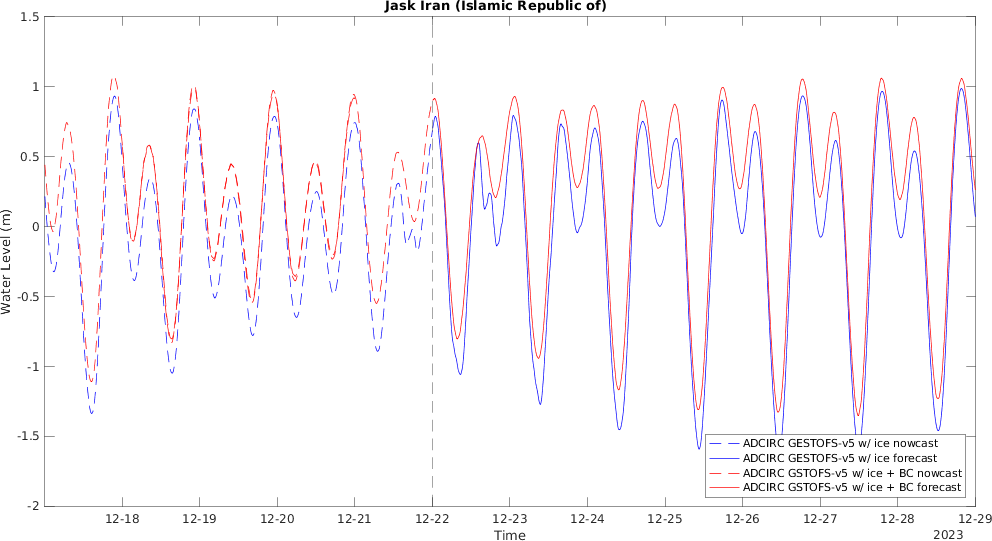 Jask Iran (Islamic Republic of)
1.5
1
0.5
0
-0.5
-1
-1.5
-2
Water Level (m)
ADCIRC GESTOFS-v5 w/ ice nowcast
ADCIRC GESTOFS-v5 w/ ice forecast
ADCIRC GSTOFS-v5 w/ ice + BC nowcast
ADCIRC GSTOFS-v5 w/ ice + BC forecast
12-18 12-19 12-20 12-21 12-22 12-23 12-24 12-25 12-26 12-27 12-28 12-29
Time
2023